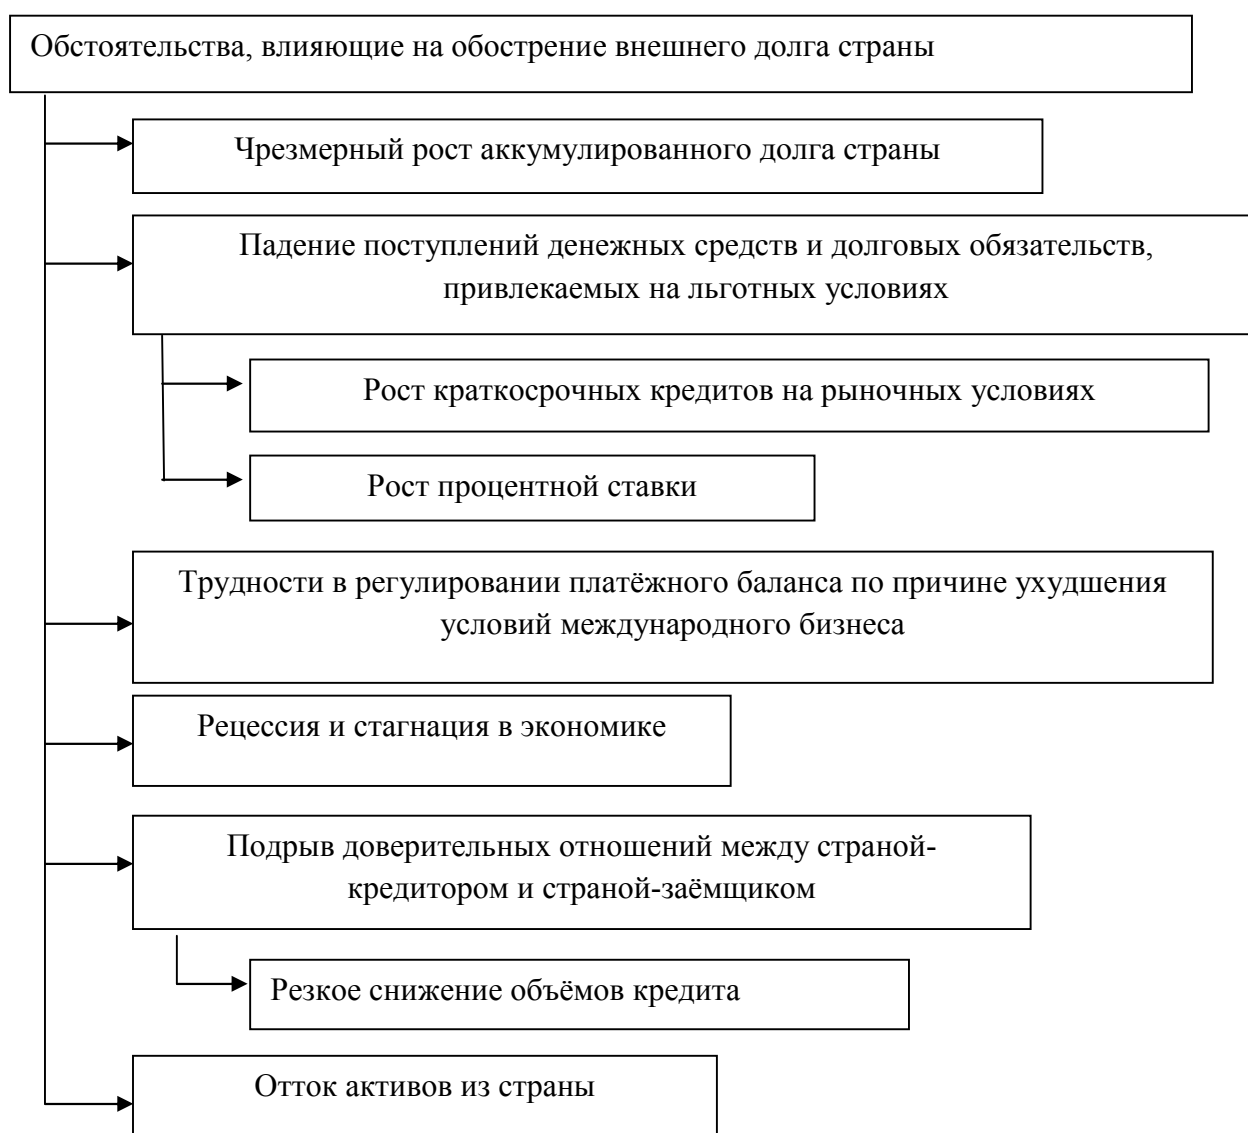 Обстоятельства, влияющие на обострение внешнего долга страны
Чрезмерный рост аккумулированного долга страны
Падение поступлений денежных средств и долговых обязательств,
привлекаемых на льготных условиях
Рост краткосрочных кредитов на рыночных условиях
Рост процентной ставки
Трудности в регулировании платёжного баланса по причине ухудшения
условий международного бизнеса
Рецессия и стагнация в экономике
Подрыв доверительных отношений между страной-
кредитором и страной-заёмщиком
Резкое снижение объёмов кредита
Отток активов из страны